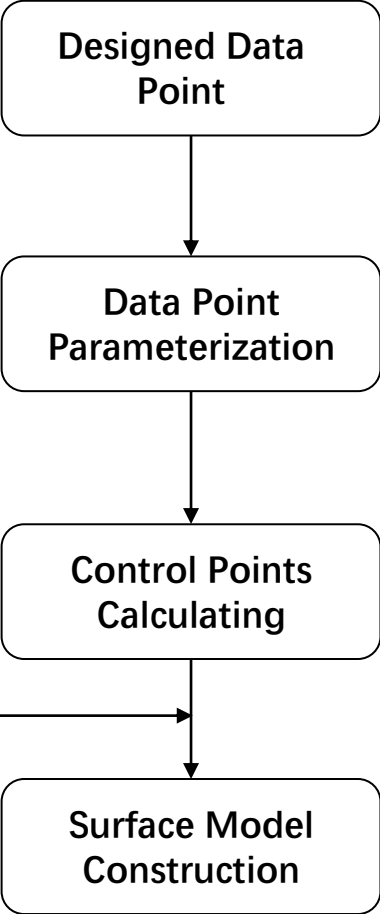 Designed Data
Point
Data Point
Parameterization
Control Points
Calculating
Surface Model
Construction